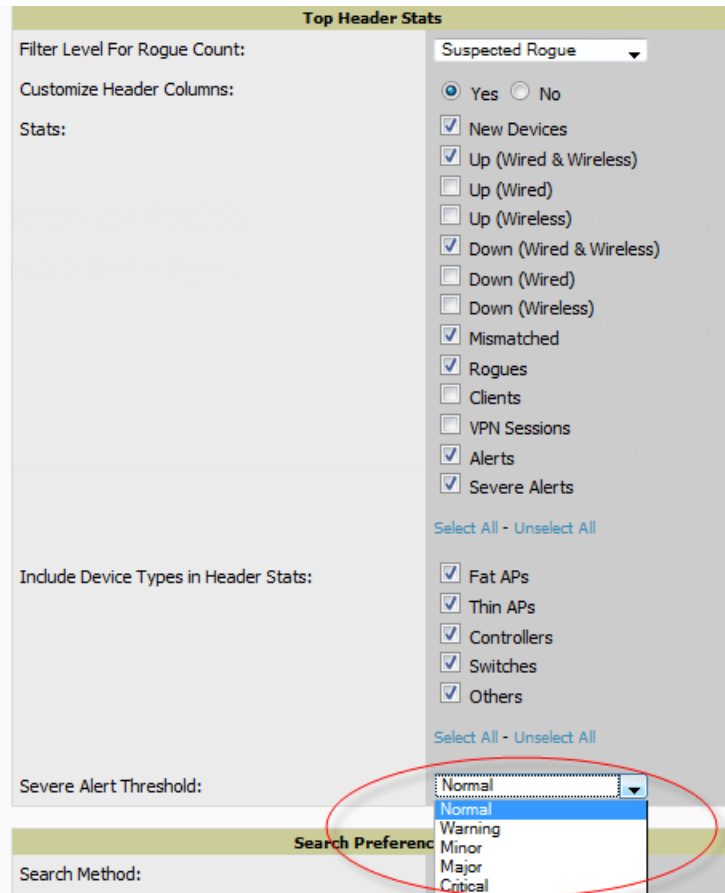 Top Header Stats
Filter Level For Rogue Count: Suspected Rogue
Customize Header Columns: Yes No
Stats: New Devices
Up (Wired & Wireless)
Up (Wired)
Up (Wireless)
Down (Wired & Wireless)
Down (Wired)
Down (Wireless)
Mismatched
Rogues
Clients
VPN Sessions
Alerts
Severe Alerts
Select All - Unselect All
Include Device Types in Header Stats: Fat APs
Thin APs
Controllers
Switches
Others
Select All - Unselect All
Severe Alert Threshold: Normal
Normal
Warning
Search Preferenc
Minor
Major
Search Method:
Critical